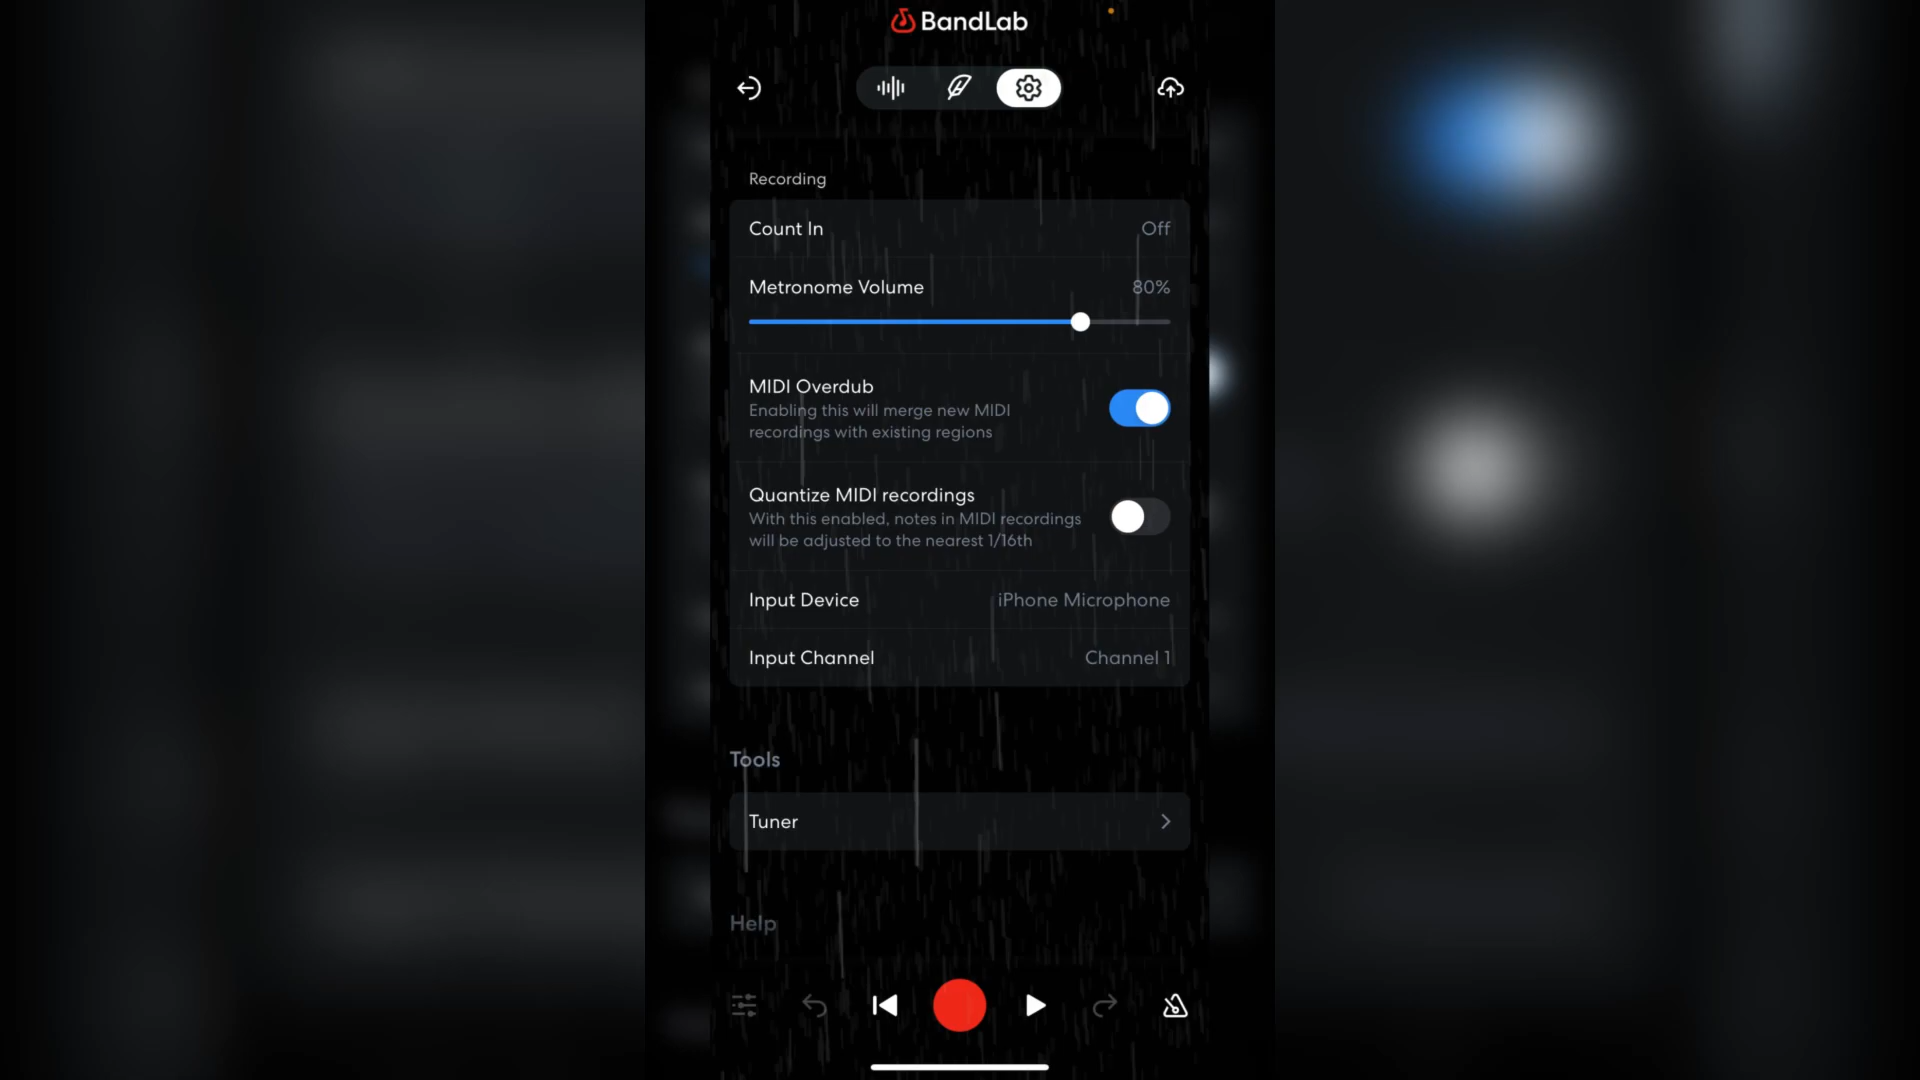 BandLab
Recording
Count In Off
Metronome Volume 80%
MIDI Overdub
Enabling this will merge new MIDI
recordings with existing regions
Quantize MIDI recordings
With this enabled, notes in MIDI recordings
will be adjusted to the nearest 1/16th
Input Device iPhone Microphone
Input Channel Channel 1
Tools
Tuner
Help